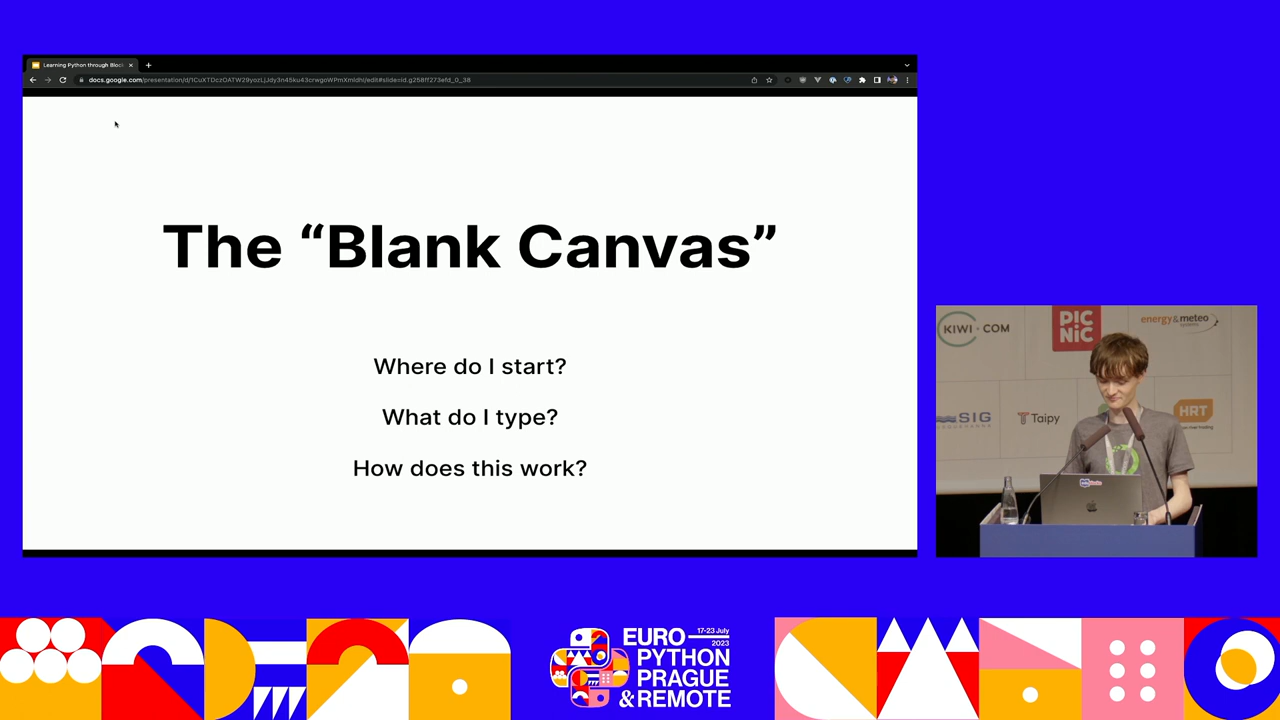 Learning Python through Block
docs.google.com
The “Blank Canvas”
Where do I start?
What do I type?
How does this work?
KIWI.COM
PIC
NIC
energy & meteo
systems
SIG
Taipy
HRT
17-23 July
2023
EURO
PYTHON
PRAGUE
& REMOTE